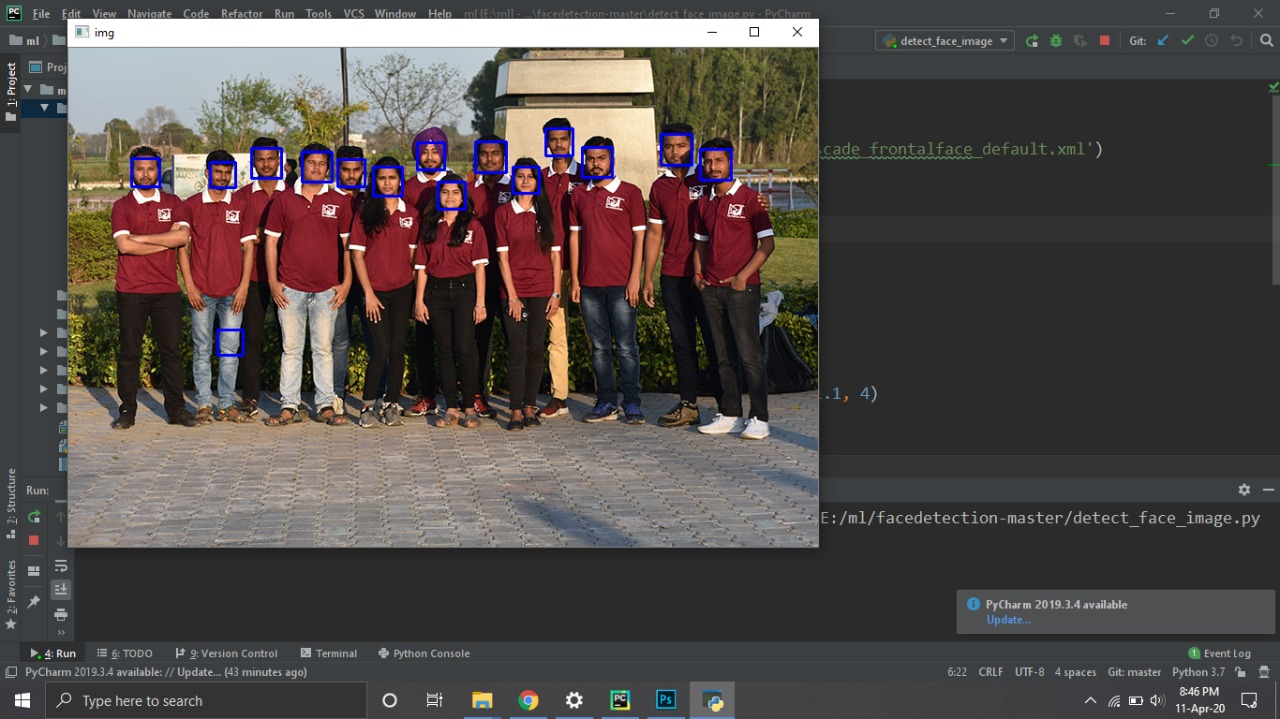 File Edit View Navigate Code Refactor Run Tools VCS Window Help ml [E:\ml] - ...\facedetection-master\detect_face_image.py - PyCharm
img
ml
detect_face_image
Git:
1: Project
Proj
m
scade_frontalface_default.xml')
.1, 4)
7: Structure
2: Favorites
Run:
E:/ml/facedetection-master/detect_face_image.py
PyCharm 2019.3.4 available
Update...
4: Run 6: TODO 9: Version Control Terminal Python Console 1 Event Log
PyCharm 2019.3.4 available: // Update... (43 minutes ago) 6:22 CRLF UTF-8 4 spaces Git: master Python 3.7
Type here to search
8:46 PM
11-Apr-20